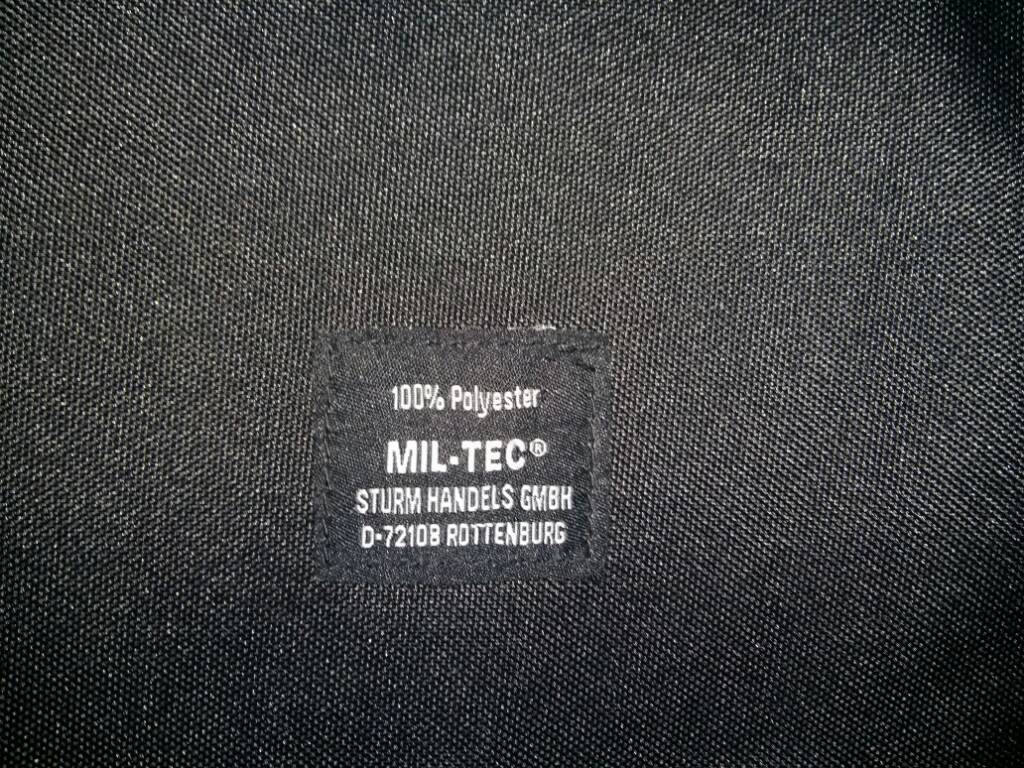 100% Polyester
MIL-TEC®
STURM HANDELS GMBH
D-72108 ROTTENBURG